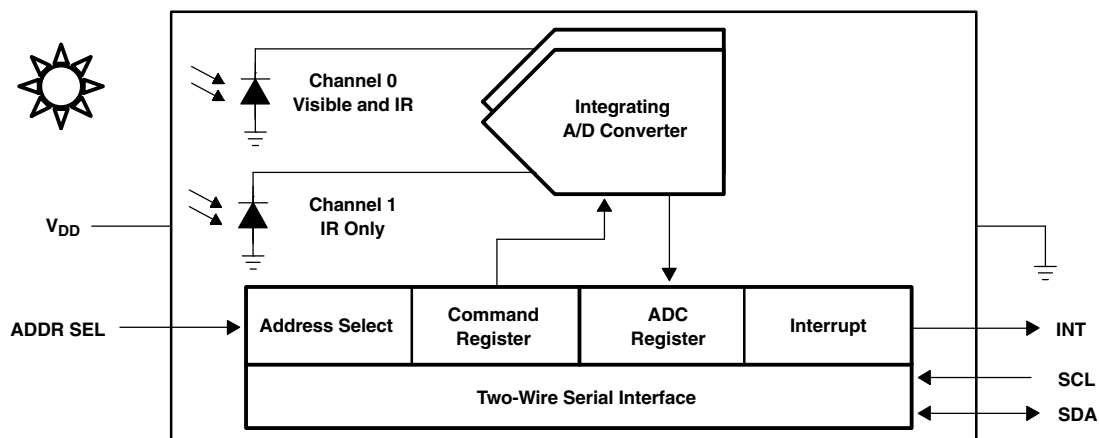 Channel 0
Visible and IR
Integrating
A/D Converter
Channel 1
IR Only
VDD
ADDR SEL
Address Select
Command
Register
ADC
Register
Interrupt
INT
Two-Wire Serial Interface
SCL
SDA